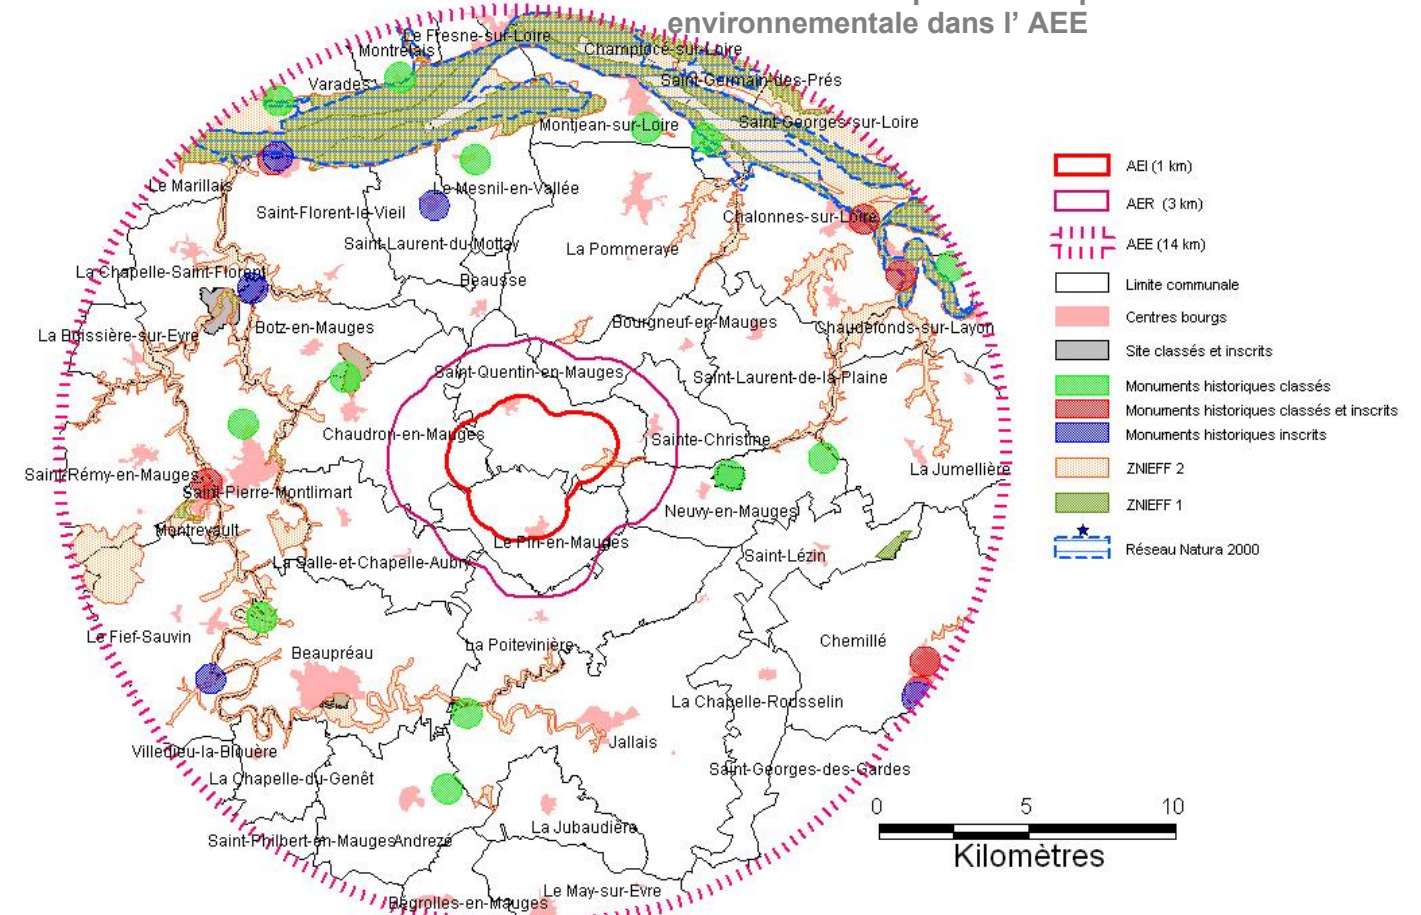 environnementale dans l’ AEE
Le Fresne-sur-Loire
Montrelais
Champtocé-sur-Loire
Saint-Germain-des-Prés
Varades
Montjean-sur-Loire
Saint-Georges-sur-Loire
Le Marillais
Le Mesnil-en-Vallée
Saint-Florent-le-Vieil
Chalonnes-sur-Loire
Saint-Laurent-du-Mottay
La Pommeraye
La Chapelle-Saint-Florent
Beausse
La Boissière-sur-Evre
Botz-en-Mauges
Bourgneuf-en-Mauges
Chaudefonds-sur-Layon
Saint-Quentin-en-Mauges
Saint-Laurent-de-la-Plaine
Chaudron-en-Mauges
Sainte-Christine
Saint-Rémy-en-Mauges
La Jumellière
Saint-Pierre-Montlimart
Neuvy-en-Mauges
Montrevault
Le Pin-en-Mauges
Saint-Lézin
La Salle-et-Chapelle-Aubry
Le Fief-Sauvin
La Poitevinière
Chemillé
Beaupréau
La Chapelle-Rousselin
Jallais
Villedieu-la-Blouère
Saint-Georges-des-Gardes
La Chapelle-du-Genêt
La Jubaudière
Saint-Philbert-en-Mauges
Andrezé
Le May-sur-Evre
Bégrolles-en-Mauges
AEI (1 km)
AER (3 km)
AEE (14 km)
Limite communale
Centres bourgs
Site classés et inscrits
Monuments historiques classés
Monuments historiques classés et inscrits
Monuments historiques inscrits
ZNIEFF 2
ZNIEFF 1
Réseau Natura 2000
0 5 10
Kilomètres